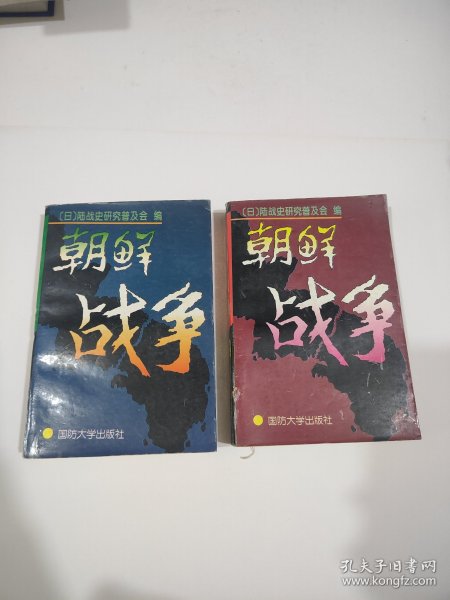 〔日〕陆战史研究普及会 编
朝鲜
战争
国防大学出版社
〔日〕陆战史研究普及会 编
朝鲜
战争
国防大学出版社
孔夫子旧书网
www.kongfz.com